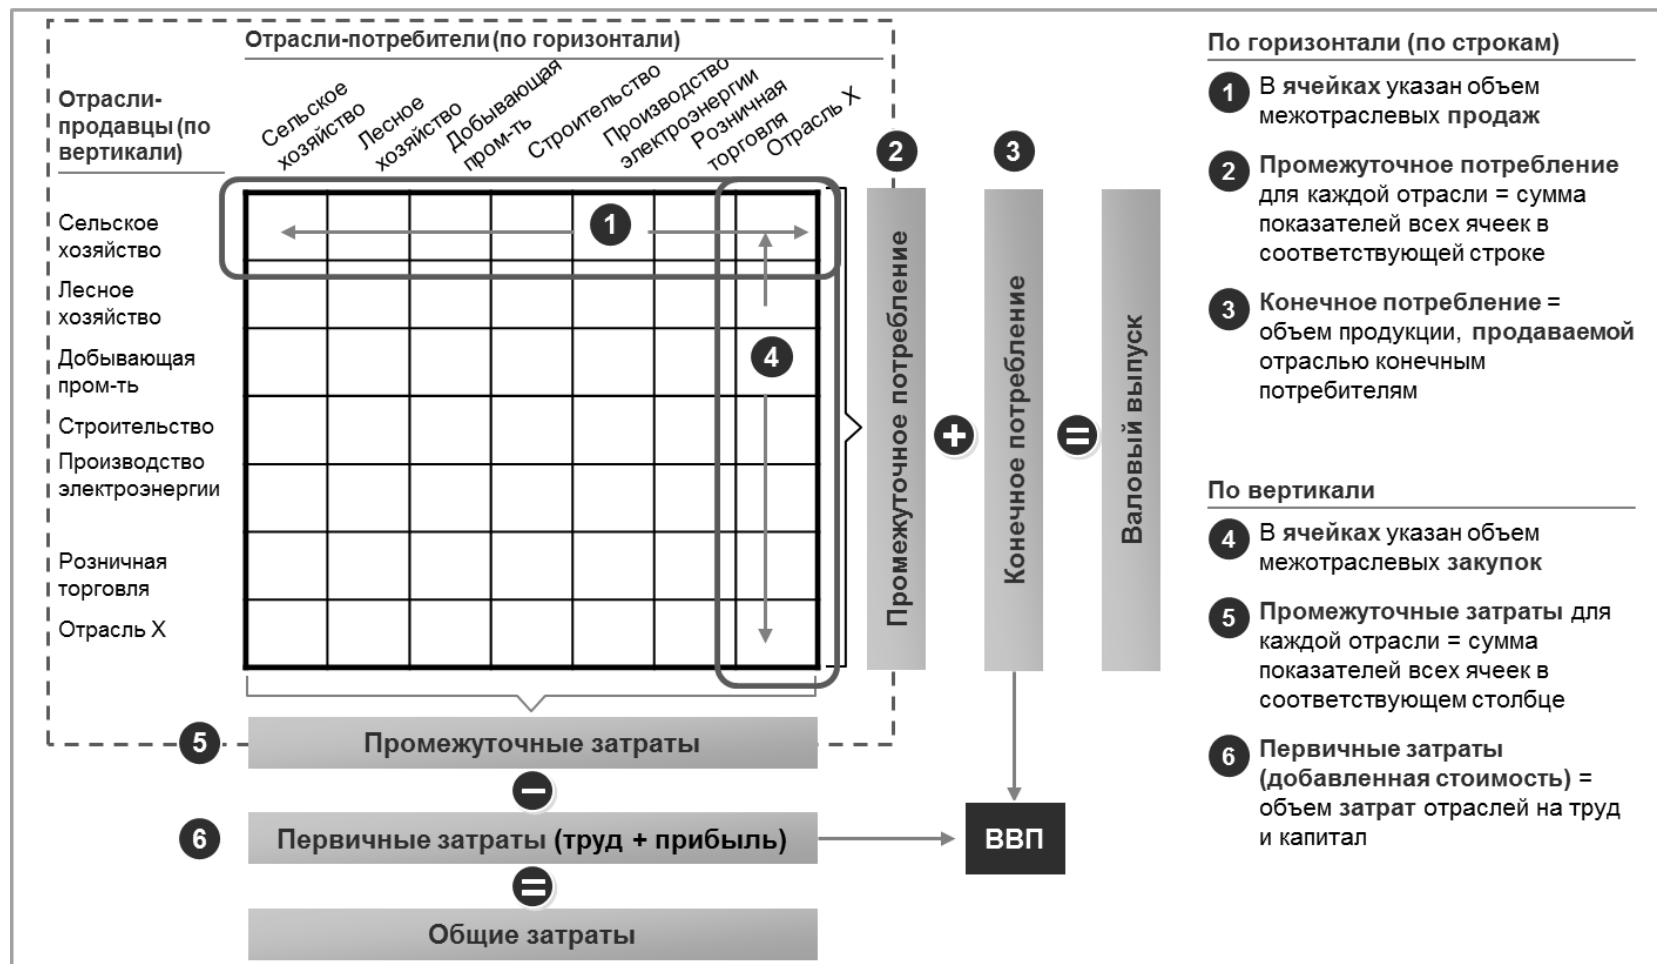 Отрасли-потребители (по горизонтали)
Отрасли-
продавцы (по
вертикали)
Сельское
хозяйство
Лесное
хозяйство
Добывающая
пром-ть
Строительство
Производство
электроэнергии
Розничная
торговля
Отрасль X
Сельское
хозяйство
Лесное
хозяйство
Добывающая
пром-ть
Строительство
Производство
электроэнергии
Розничная
торговля
Отрасль X
1
4
2
Промежуточное потребление
+
3
Конечное потребление
=
Валовый выпуск
5
Промежуточные затраты
−
6
Первичные затраты (труд + прибыль)
=
Общие затраты
ВВП
По горизонтали (по строкам)
1 В ячейках указан объем
межотраслевых продаж
2 Промежуточное потребление
для каждой отрасли = сумма
показателей всех ячеек в
соответствующей строке
3 Конечное потребление =
объем продукции, продаваемой
отраслью конечным
потребителям
По вертикали
4 В ячейках указан объем
межотраслевых закупок
5 Промежуточные затраты для
каждой отрасли = сумма
показателей всех ячеек в
соответствующем столбце
6 Первичные затраты
(добавленная стоимость) =
объем затрат отраслей на труд
и капитал